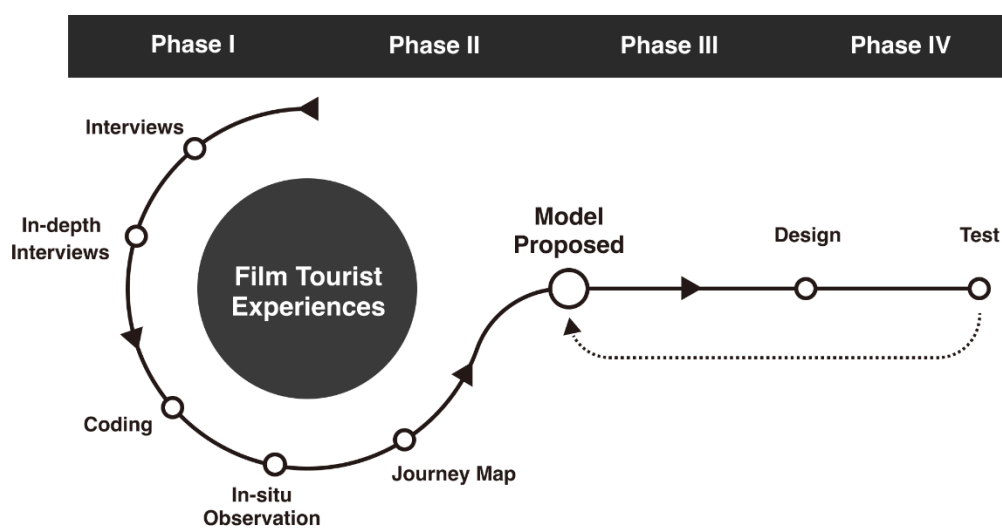 Phase I
Phase II
Phase III
Phase IV
Interviews
In-depth
Interviews
Film Tourist
Experiences
Coding
In-situ
Observation
Journey Map
Model
Proposed
Design
Test